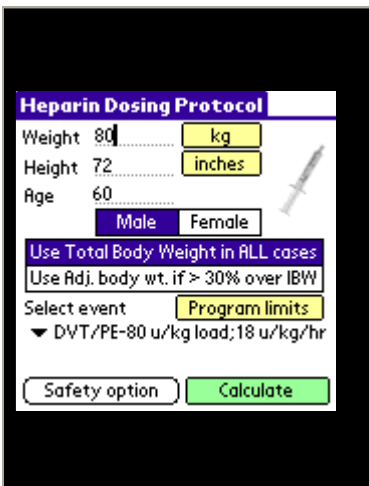 Heparin Dosing Protocol
Weight 80 kg
Height 72 inches
Age 60
Male Female
Use Total Body Weight in ALL cases
Use Adj. body wt. if > 30% over IBW
Select event Program limits
DVT/PE-80 u/kg load;18 u/kg/hr
Safety option Calculate